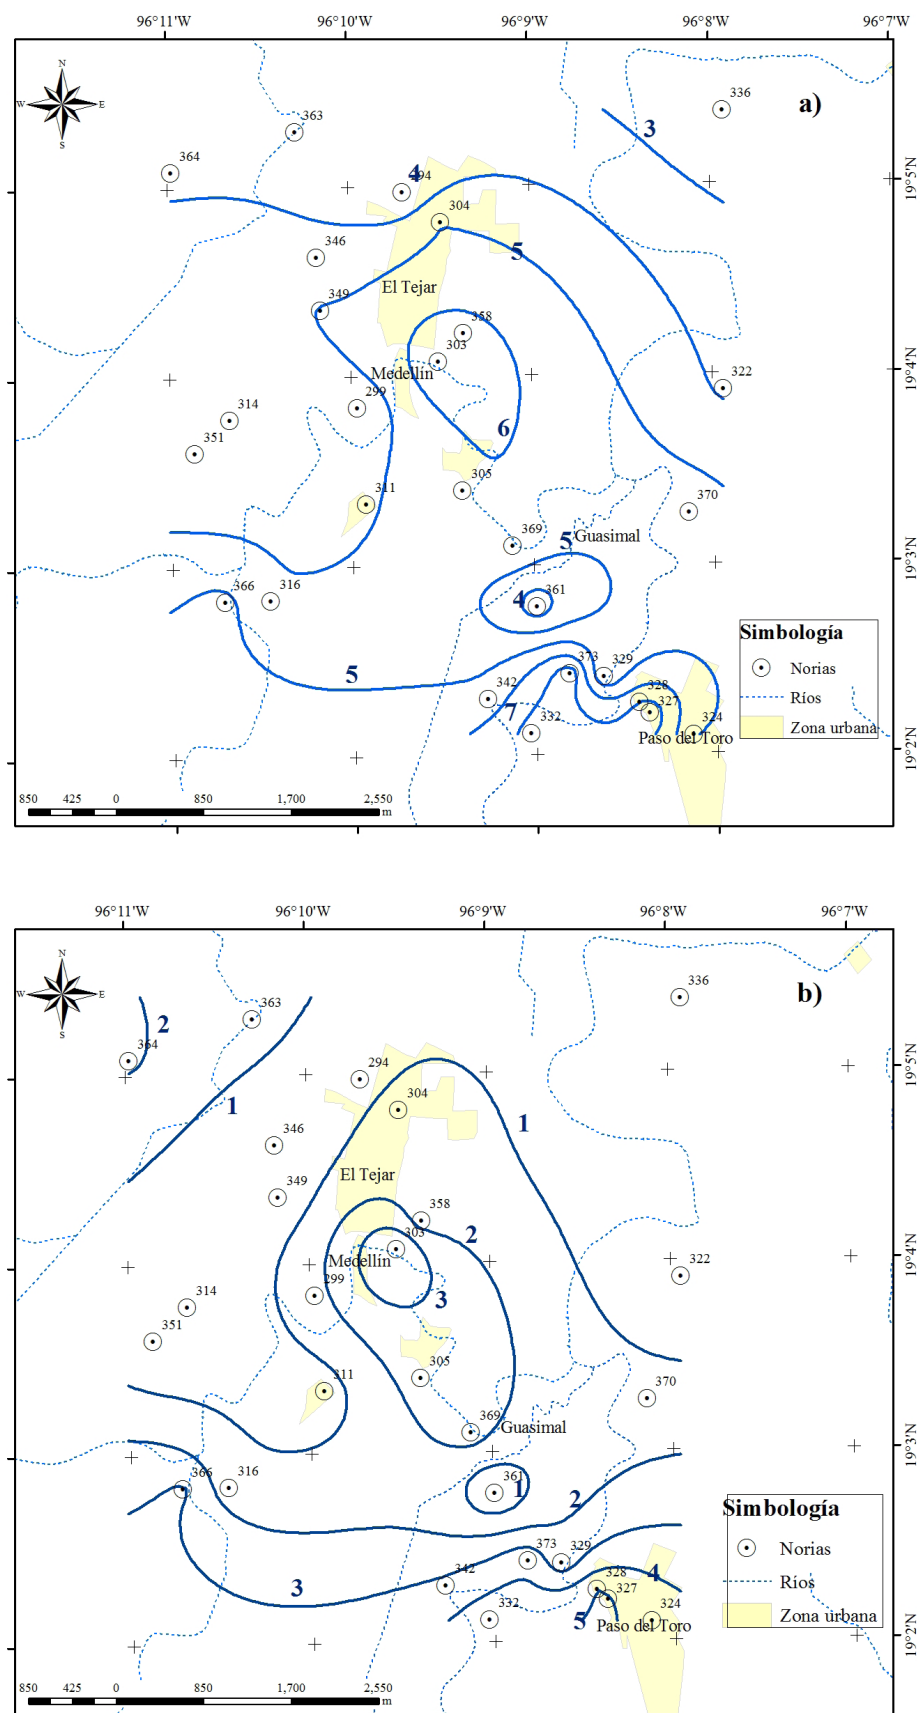 96°11'W 96°10'W 96°9'W 96°8'W 96°7'W
N
W E
S
a)
336
363
3
364
4
294
19°5'N
304
346
5
El Tejar
349
358
303
Medellín
322
19°4'N
299
314
6
351
305
311
370
369
5
Guasimal
19°3'N
366
316
4
361
Simbología
Norias
Ríos
Zona urbana
5
373
329
342
328
7
327
332
324
Paso del Toro
19°2'N
850 425 0 850 1,700 2,550
m
96°11'W 96°10'W 96°9'W 96°8'W 96°7'W
N
W E
S
b)
336
363
2
364
294
19°5'N
1
304
1
346
El Tejar
349
358
2
303
Medellín
322
19°4'N
299
3
314
351
305
311
370
369
Guasimal
19°3'N
366
316
361
1
2
Simbología
Norias
Ríos
Zona urbana
373
329
342
3
328
4
327
332
5
324
Paso del Toro
19°2'N
850 425 0 850 1,700 2,550
m